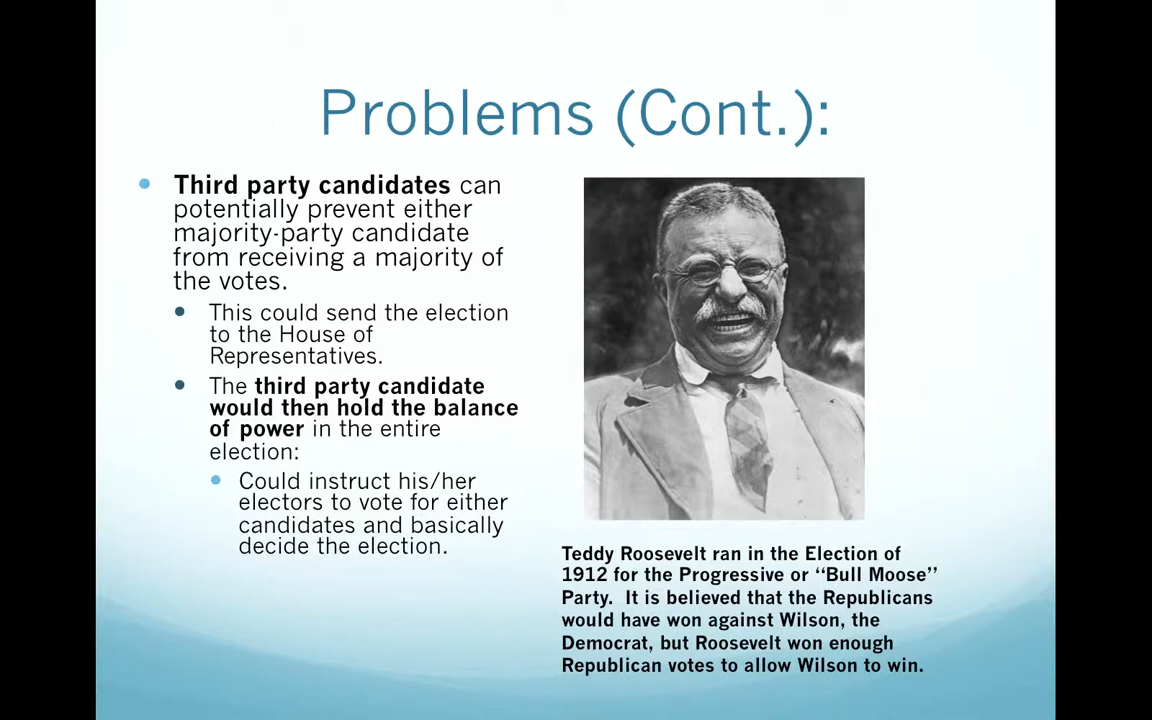 Problems (Cont.):
Third party candidates can
potentially prevent either
majority-party candidate
from receiving a majority of
the votes.
This could send the election
to the House of
Representatives.
The third party candidate
would then hold the balance
of power in the entire
election:
Could instruct his/her
electors to vote for either
candidates and basically
decide the election.
Teddy Roosevelt ran in the Election of
1912 for the Progressive or “Bull Moose”
Party.  It is believed that the Republicans
would have won against Wilson, the
Democrat, but Roosevelt won enough
Republican votes to allow Wilson to win.